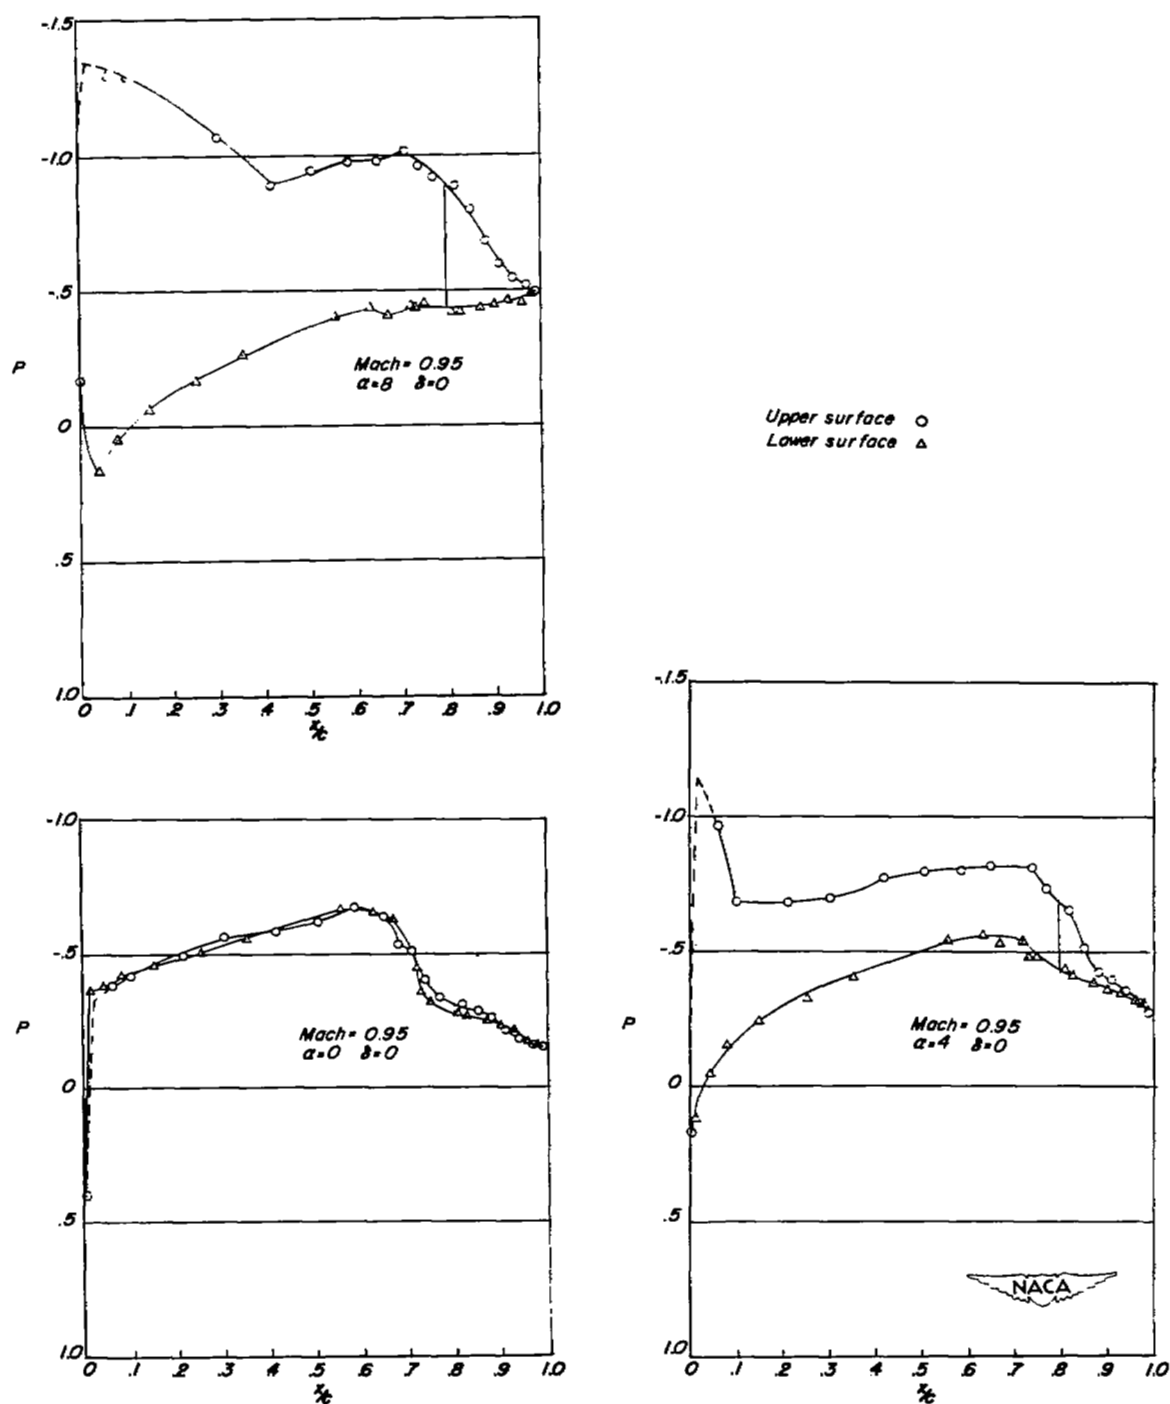 -1.5
-1.0
-.5
P
0
.5
1.0
0 .1 .2 .3 .4 .5 .6 .7 .8 .9 1.0
x/c
Mach = 0.95
α=8 δ=0
Upper surface ○
Lower surface △
-1.0
-.5
P
0
.5
1.0
0 .1 .2 .3 .4 .5 .6 .7 .8 .9 1.0
x/c
Mach = 0.95
α=0 δ=0
-1.5
-1.0
-.5
P
0
.5
1.0
0 .1 .2 .3 .4 .5 .6 .7 .8 .9 1.0
x/c
Mach = 0.95
α=4 δ=0
NACA